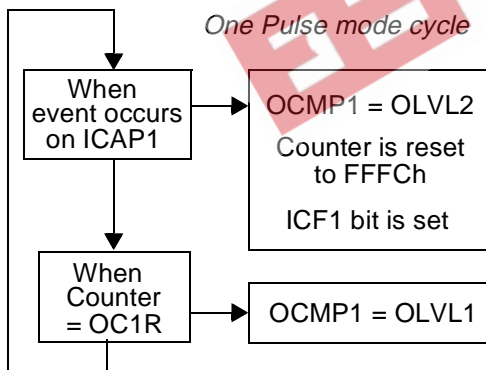 One Pulse mode cycle
When
event occurs
on ICAP1
OCMP1 = OLVL2
Counter is reset
to FFFCh
ICF1 bit is set
When
Counter
= OC1R
OCMP1 = OLVL1